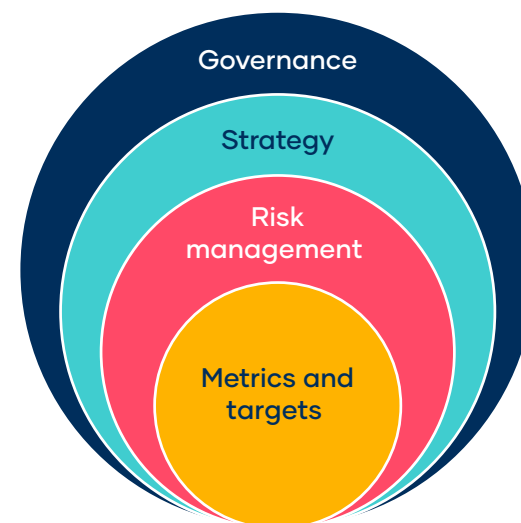 Governance
Strategy
Risk
management
Metrics and
targets